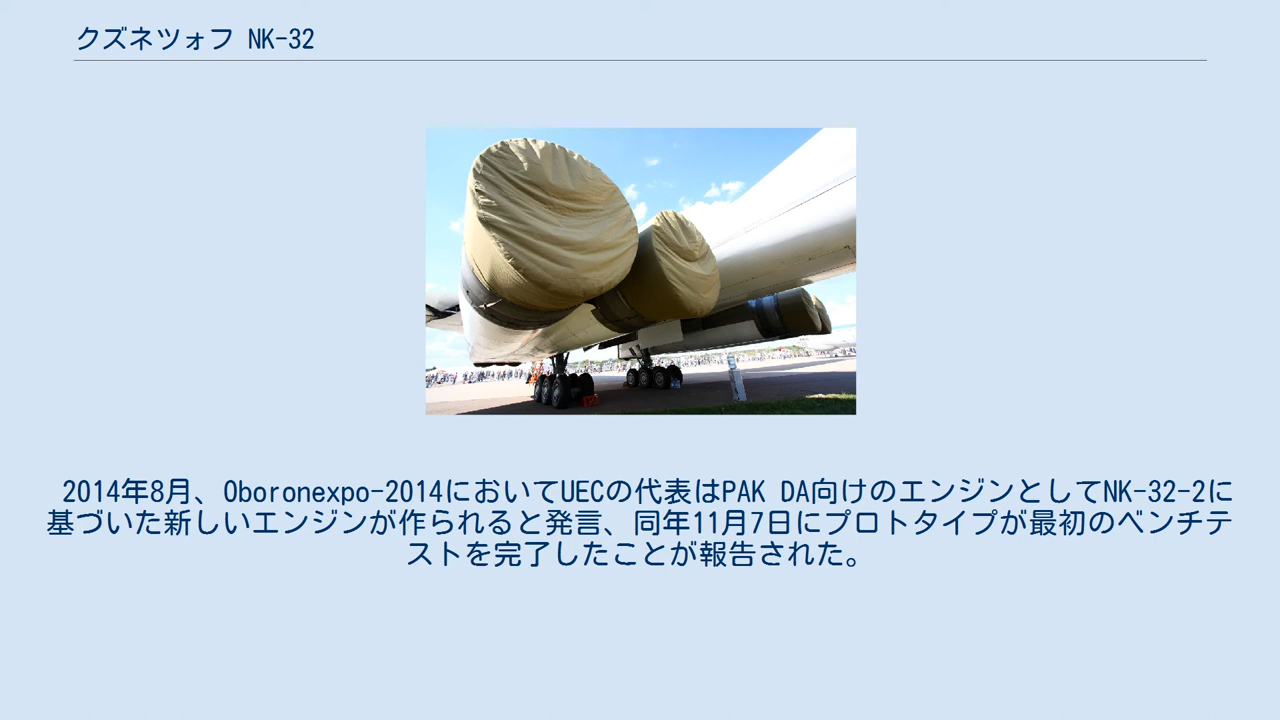 クズネツォフ NK-32
2014年8月、Oboronexpo-2014においてUECの代表はPAK DA向けのエンジンとしてNK-32-2に
基づいた新しいエンジンが作られると発言、同年11月7日にプロトタイプが最初のベンチテ
ストを完了したことが報告された。